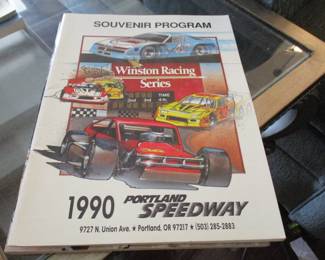 SOUVENIR PROGRAM
Winston Racing
Series
1990 PORTLAND
SPEEDWAY
9727 N. Union Ave. ★ Portland, OR 97217 ★ (503) 285-2883